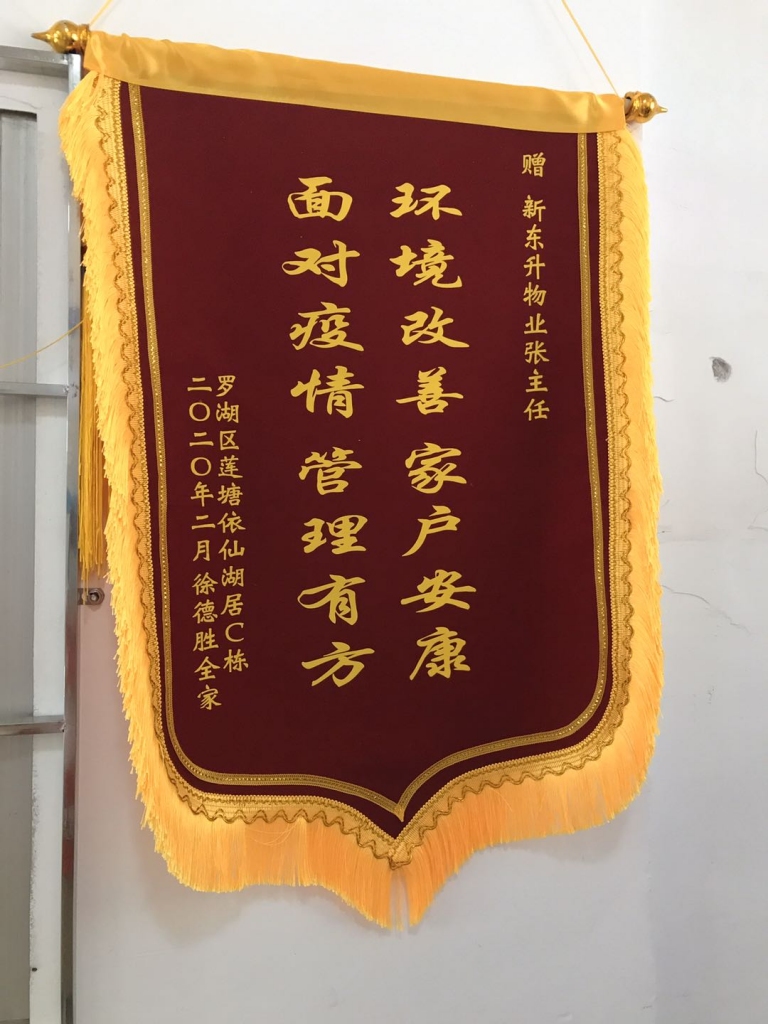 赠 新东升物业张主任
环境改善 家户安康
面对疫情 管理有方
罗湖区莲塘依仙湖居C栋
二〇二〇年二月 徐德胜全家